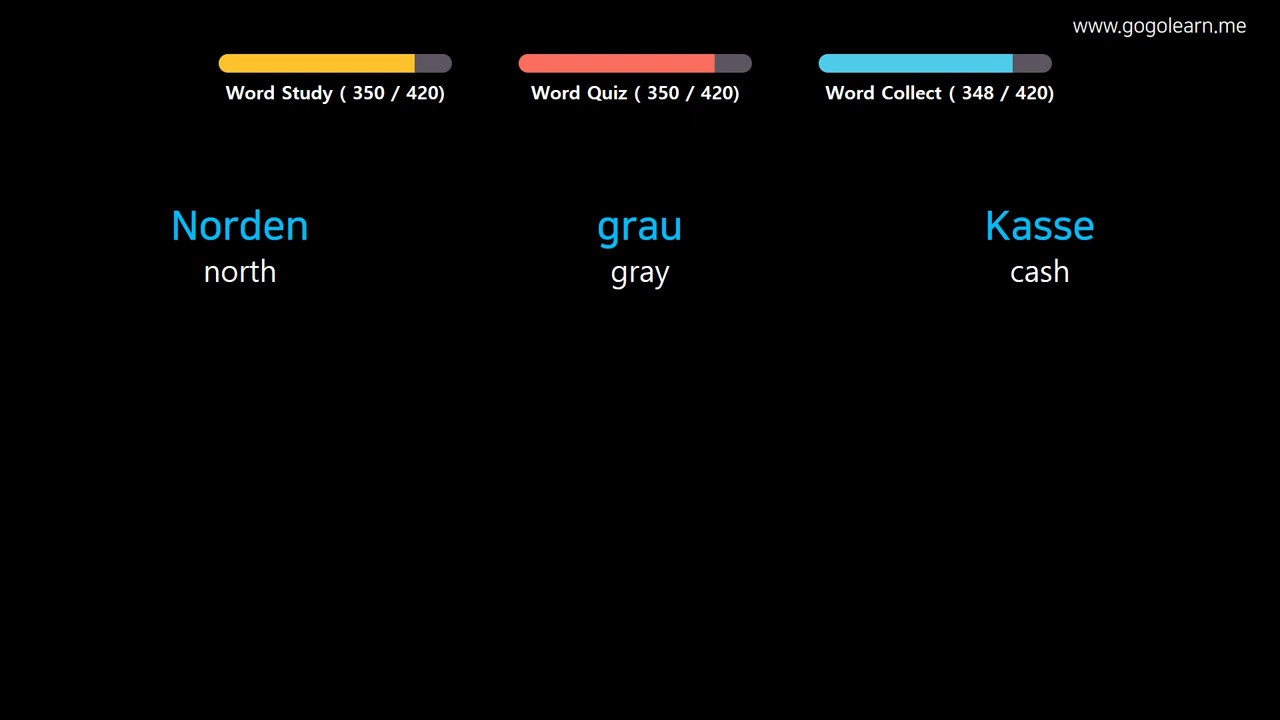 www.gogolearn.me
Word Study ( 350 / 420)
Word Quiz ( 350 / 420)
Word Collect ( 348 / 420)
Norden
north
grau
gray
Kasse
cash